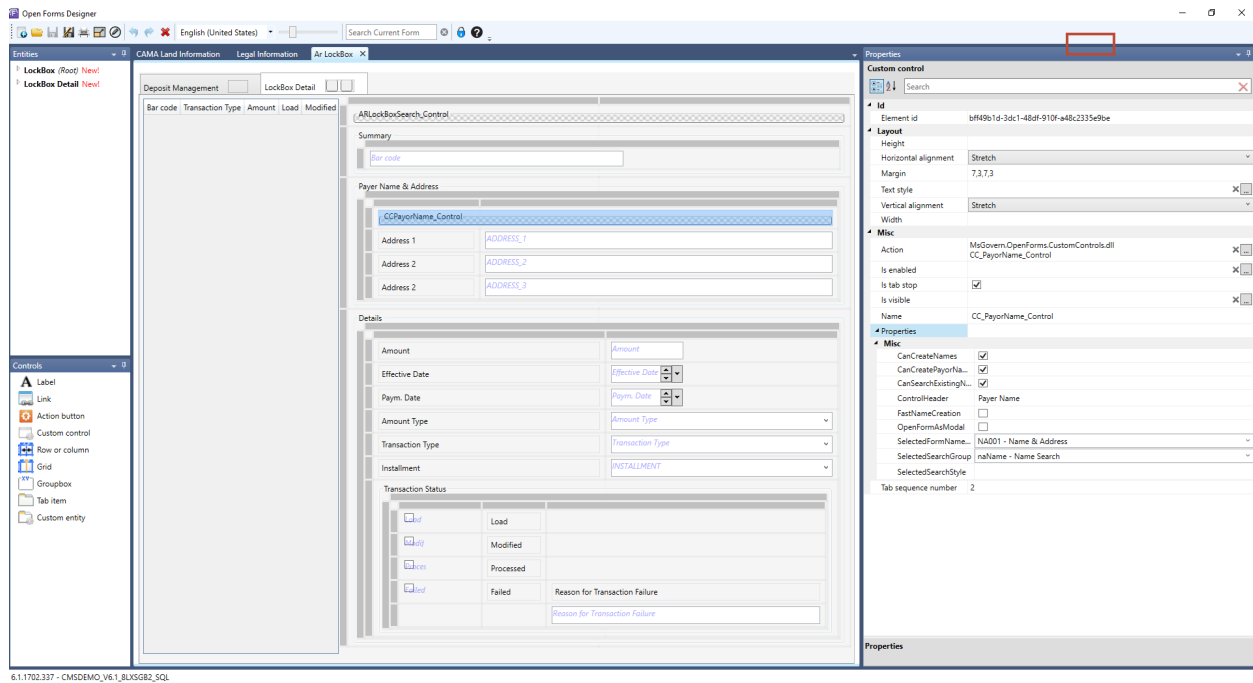 Open Forms Designer
English (United States)
Search Current Form
Entities
LockBox (Root) New!
LockBox Detail New!
Controls
Label
Link
Action button
Custom control
Row or column
Grid
Groupbox
Tab item
Custom entity
CAMA Land Information Legal Information Ar LockBox X
Deposit Management LockBox Detail
Bar code Transaction Type Amount Load Modified
ARLockBoxSearch_Control
Summary
Bar code
Payer Name & Address
CCPayorName_Control
Address 1 ADDRESS_1
Address 2 ADDRESS_2
Address 2 ADDRESS_3
Details
Amount Amount
Effective Date Effective Date
Paym. Date Paym. Date
Amount Type Amount Type
Transaction Type Transaction Type
Installment INSTALLMENT
Transaction Status
Load Load
Modif Modified
Proces Processed
Failed Failed Reason for Transaction Failure
Reason for Transaction Failure
Properties
Custom control
Search
Id
Element id bff49b1d-3dc1-48df-910f-a48c2335e9be
Layout
Height
Horizontal alignment Stretch
Margin 7,3,7,3
Text style
Vertical alignment Stretch
Width
Misc
Action MsGovern.OpenForms.CustomControls.dll
CC_PayorName_Control
Is enabled
Is tab stop
Is visible
Name CC_PayorName_Control
Properties
Misc
CanCreateNames
CanCreatePayorNa...
CanSearchExistingN...
ControlHeader Payer Name
FastNameCreation
OpenFormAsModal
SelectedFormName... NA001 - Name & Address
SelectedSearchGroup naName - Name Search
SelectedSearchStyle
Tab sequence number 2
Properties
6.1.1702.337 - CMSDEMO_V6.1_8LXSGB2_SQL